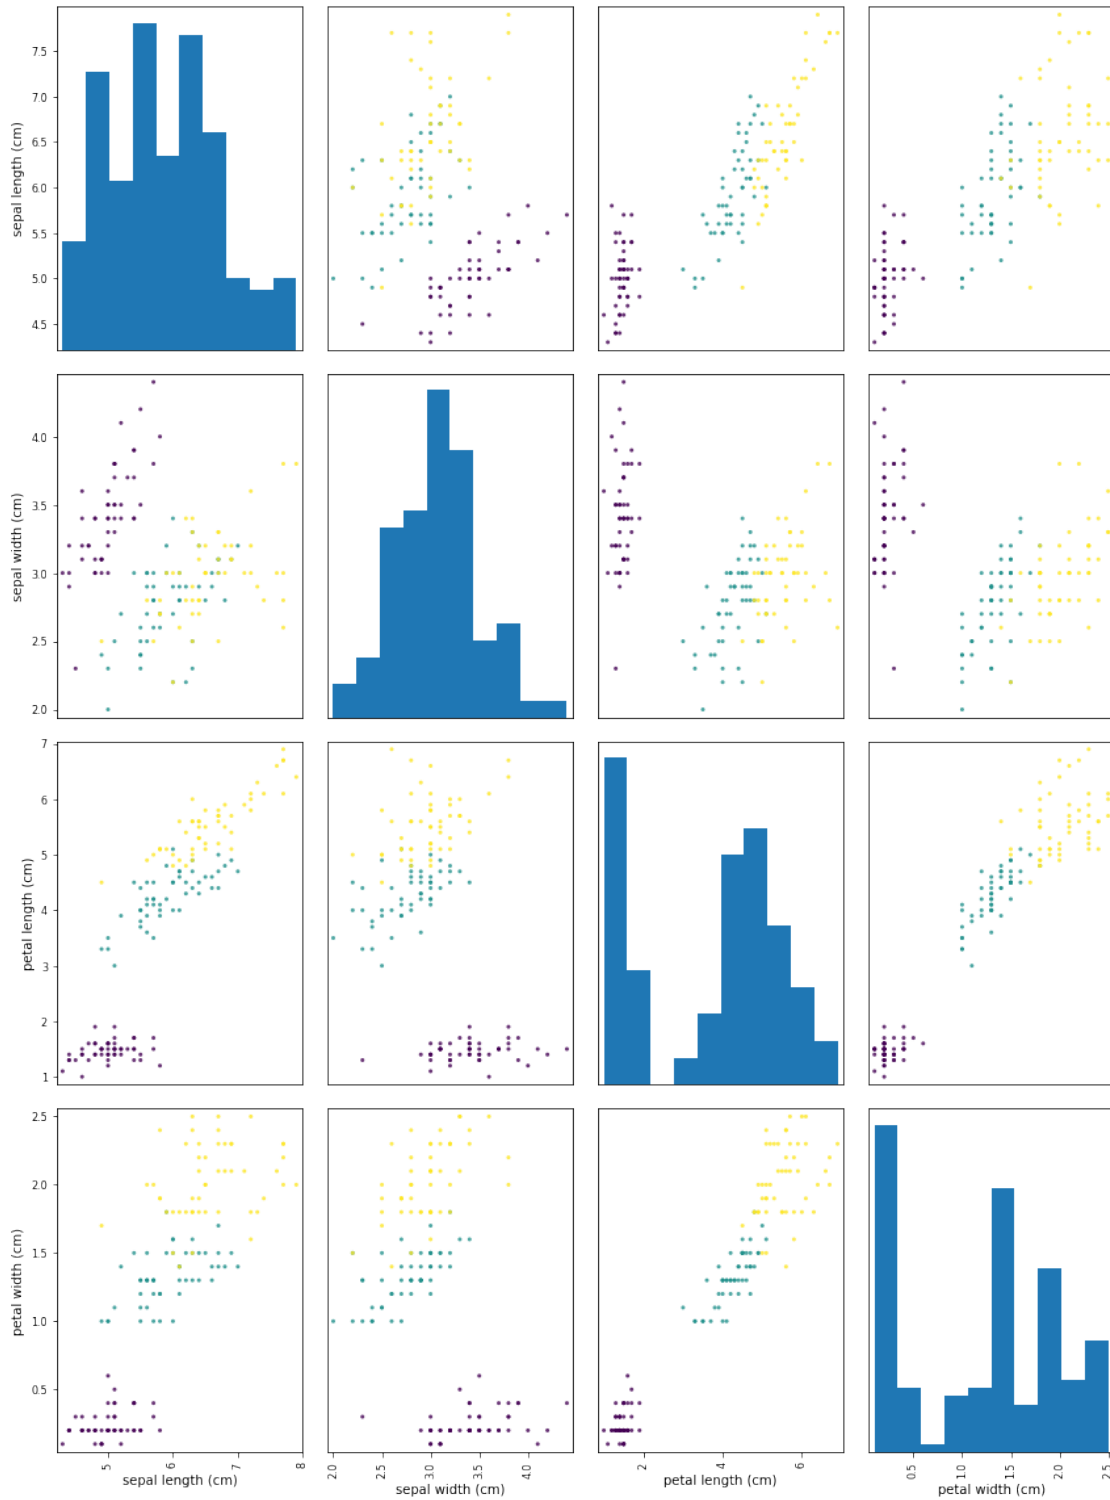 7.5
7.0
6.5
6.0
5.5
5.0
4.5
sepal length (cm)
4.0
3.5
3.0
2.5
2.0
sepal width (cm)
7
6
5
4
3
2
1
petal length (cm)
2.5
2.0
1.5
1.0
0.5
petal width (cm)
5 6 7 8
sepal length (cm)
2.0 2.5 3.0 3.5 4.0
sepal width (cm)
2 4 6
petal length (cm)
0.5 1.0 1.5 2.0 2.5
petal width (cm)